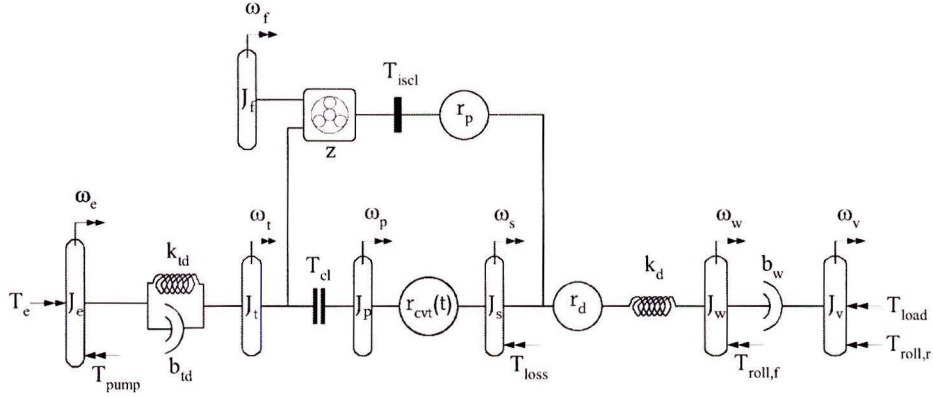 ω_f
T_iscl
J_f
r_p
z
ω_e
ω_t
ω_p
ω_s
ω_w
ω_v
k_td
T_cl
k_d
b_w
T_e
J_e
J_t
J_p
r_cvt(t)
J_s
r_d
J_w
J_v
T_load
b_td
T_pump
T_loss
T_roll,f
T_roll,r